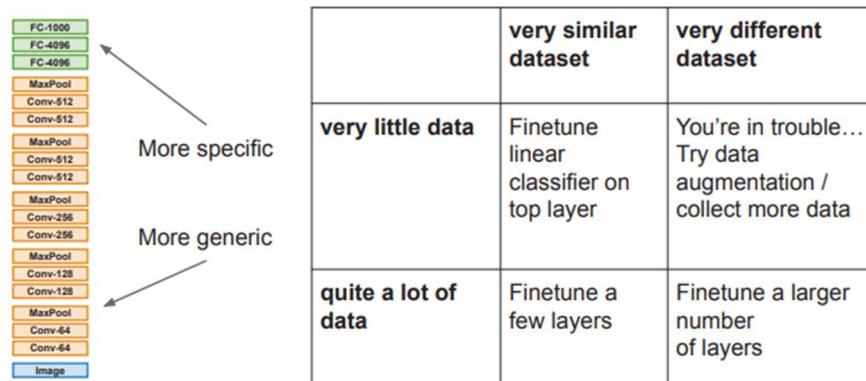 FC-1000
FC-4096
FC-4096
MaxPool
Conv-512
Conv-512
MaxPool
Conv-512
Conv-512
MaxPool
Conv-256
Conv-256
MaxPool
Conv-128
Conv-128
MaxPool
Conv-64
Conv-64
Image
More specific
More generic
very similar
dataset
very different
dataset
very little data
Finetune
linear
classifier on
top layer
You're in trouble…
Try data
augmentation /
collect more data
quite a lot of
data
Finetune a
few layers
Finetune a larger
number
of layers